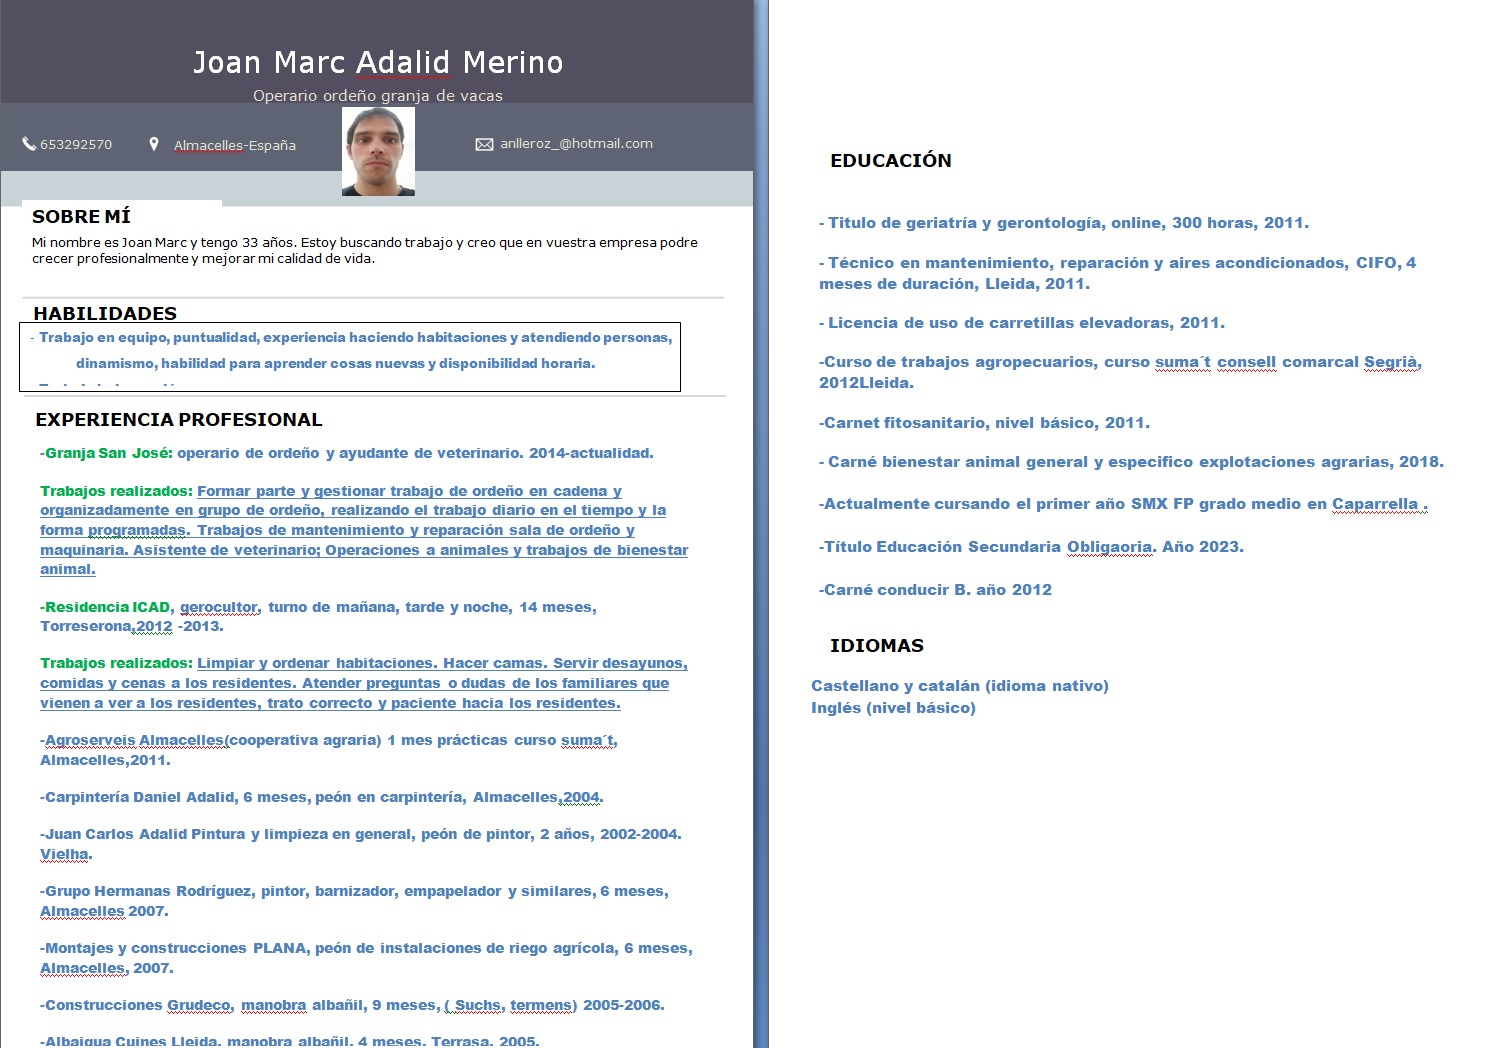 Joan Marc Adalid Merino
Operario ordeño granja de vacas
653292570
Almacelles-España
anlleroz_@hotmail.com
SOBRE MÍ
Mi nombre es Joan Marc y tengo 33 años. Estoy buscando trabajo y creo que en vuestra empresa podre
crecer profesionalmente y mejorar mi calidad de vida.
HABILIDADES
- Trabajo en equipo, puntualidad, experiencia haciendo habitaciones y atendiendo personas,
dinamismo, habilidad para aprender cosas nuevas y disponibilidad horaria.
EXPERIENCIA PROFESIONAL
-Granja San José: operario de ordeño y ayudante de veterinario. 2014-actualidad.
Trabajos realizados: Formar parte y gestionar trabajo de ordeño en cadena y
organizadamente en grupo de ordeño, realizando el trabajo diario en el tiempo y la
forma programadas. Trabajos de mantenimiento y reparación sala de ordeño y
maquinaria. Asistente de veterinario; Operaciones a animales y trabajos de bienestar
animal.
-Residencia ICAD, gerocultor, turno de mañana, tarde y noche, 14 meses,
Torreserona,2012 -2013.
Trabajos realizados: Limpiar y ordenar habitaciones. Hacer camas. Servir desayunos,
comidas y cenas a los residentes. Atender preguntas o dudas de los familiares que
vienen a ver a los residentes, trato correcto y paciente hacia los residentes.
-Agroserveis Almacelles(cooperativa agraria) 1 mes prácticas curso suma´t,
Almacelles,2011.
-Carpintería Daniel Adalid, 6 meses, peón en carpintería, Almacelles,2004.
-Juan Carlos Adalid Pintura y limpieza en general, peón de pintor, 2 años, 2002-2004.
Vielha.
-Grupo Hermanas Rodríguez, pintor, barnizador, empapelador y similares, 6 meses,
Almacelles 2007.
-Montajes y construcciones PLANA, peón de instalaciones de riego agrícola, 6 meses,
Almacelles, 2007.
-Construcciones Grudeco, manobra albañil, 9 meses, ( Suchs, termens) 2005-2006.
-Albaigua Cuines Lleida, manobra albañil, 4 meses, Terrasa, 2005.
EDUCACIÓN
- Titulo de geriatría y gerontología, online, 300 horas, 2011.
- Técnico en mantenimiento, reparación y aires acondicionados, CIFO, 4
meses de duración, Lleida, 2011.
- Licencia de uso de carretillas elevadoras, 2011.
-Curso de trabajos agropecuarios, curso suma´t consell comarcal Segrià,
2012Lleida.
-Carnet fitosanitario, nivel básico, 2011.
- Carné bienestar animal general y especifico explotaciones agrarias, 2018.
-Actualmente cursando el primer año SMX FP grado medio en Caparrella .
-Título Educación Secundaria Obligaoria. Año 2023.
-Carné conducir B. año 2012
IDIOMAS
Castellano y catalán (idioma nativo)
Inglés (nivel básico)